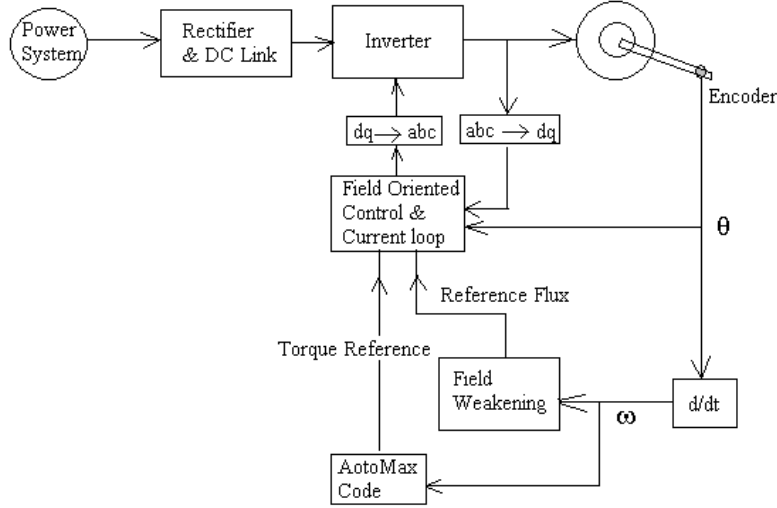 Power
System
Rectifier
& DC Link
Inverter
Encoder
dq → abc
abc → dq
Field Oriented
Control &
Current loop
θ
Reference Flux
Torque Reference
Field
Weakening
d/dt
ω
AotoMax
Code